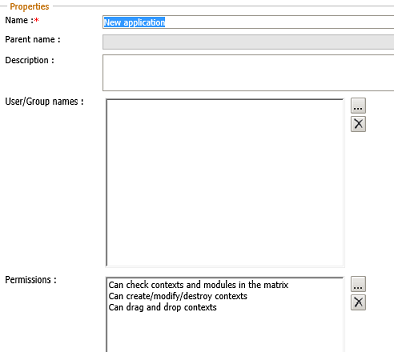 Properties
Name :*
New application
Parent name :
Description :
User/Group names :
...
Permissions :
Can check contexts and modules in the matrix
Can create/modify/destroy contexts
Can drag and drop contexts
...